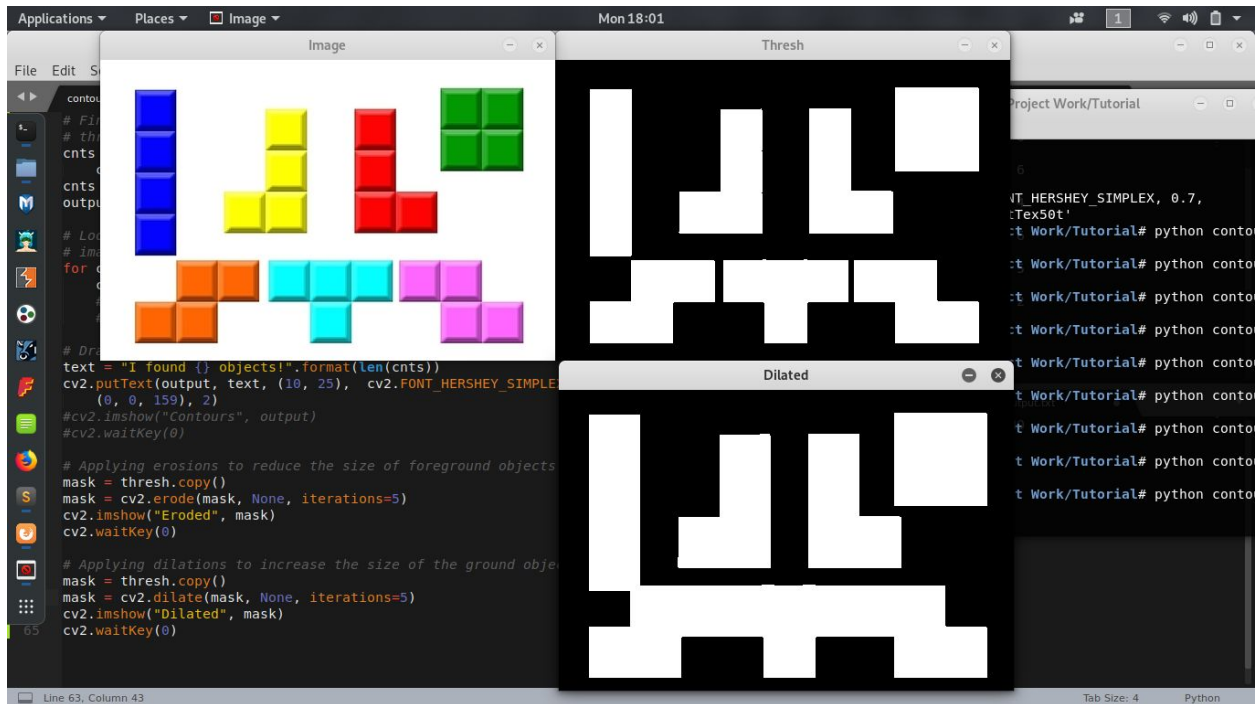 Applications Places Image Mon 18:01 1
Image
Thresh
File Edit
Project Work/Tutorial
# thr
cnts
cnts
outpu
# Loo
# ima
for
6
NT_HERSHEY_SIMPLEX, 0.7,
tTex50t'
ct Work/Tutorial# python conto
ct Work/Tutorial# python conto
ct Work/Tutorial# python conto
ct Work/Tutorial# python conto
ct Work/Tutorial# python conto
t Work/Tutorial# python conto
t Work/Tutorial# python conto
t Work/Tutorial# python conto
t Work/Tutorial# python conto
Dilated
# Dra
text = "I found {} objects!".format(len(cnts))
cv2.putText(output, text, (10, 25), cv2.FONT_HERSHEY_SIMPLE
(0, 0, 159), 2)
#cv2.imshow("Contours", output)
#cv2.waitKey(0)
# Applying erosions to reduce the size of foreground objects
mask = thresh.copy()
mask = cv2.erode(mask, None, iterations=5)
cv2.imshow("Eroded", mask)
cv2.waitKey(0)
# Applying dilations to increase the size of the ground obje
mask = thresh.copy()
mask = cv2.dilate(mask, None, iterations=5)
cv2.imshow("Dilated", mask)
65 cv2.waitKey(0)
Line 63, Column 43 Tab Size: 4 Python